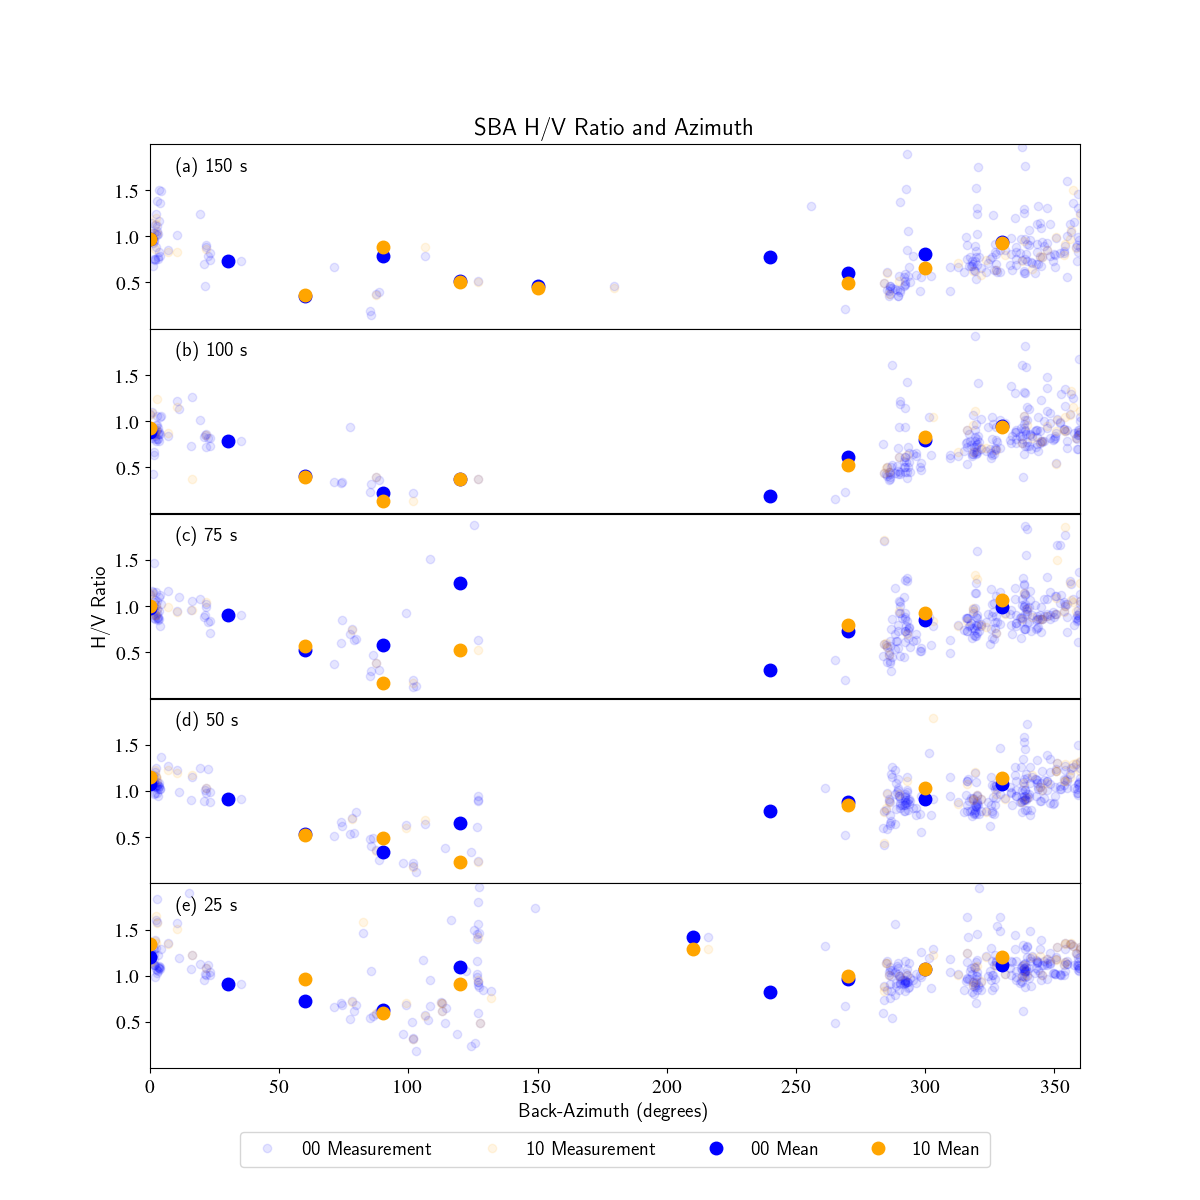 SBA H/V Ratio and Azimuth
(a) 150 s
1.5
1.0
0.5
(b) 100 s
1.5
1.0
0.5
(c) 75 s
1.5
1.0
0.5
H/V Ratio
(d) 50 s
1.5
1.0
0.5
(e) 25 s
1.5
1.0
0.5
0 50 100 150 200 250 300 350
Back-Azimuth (degrees)
00 Measurement 10 Measurement 00 Mean 10 Mean